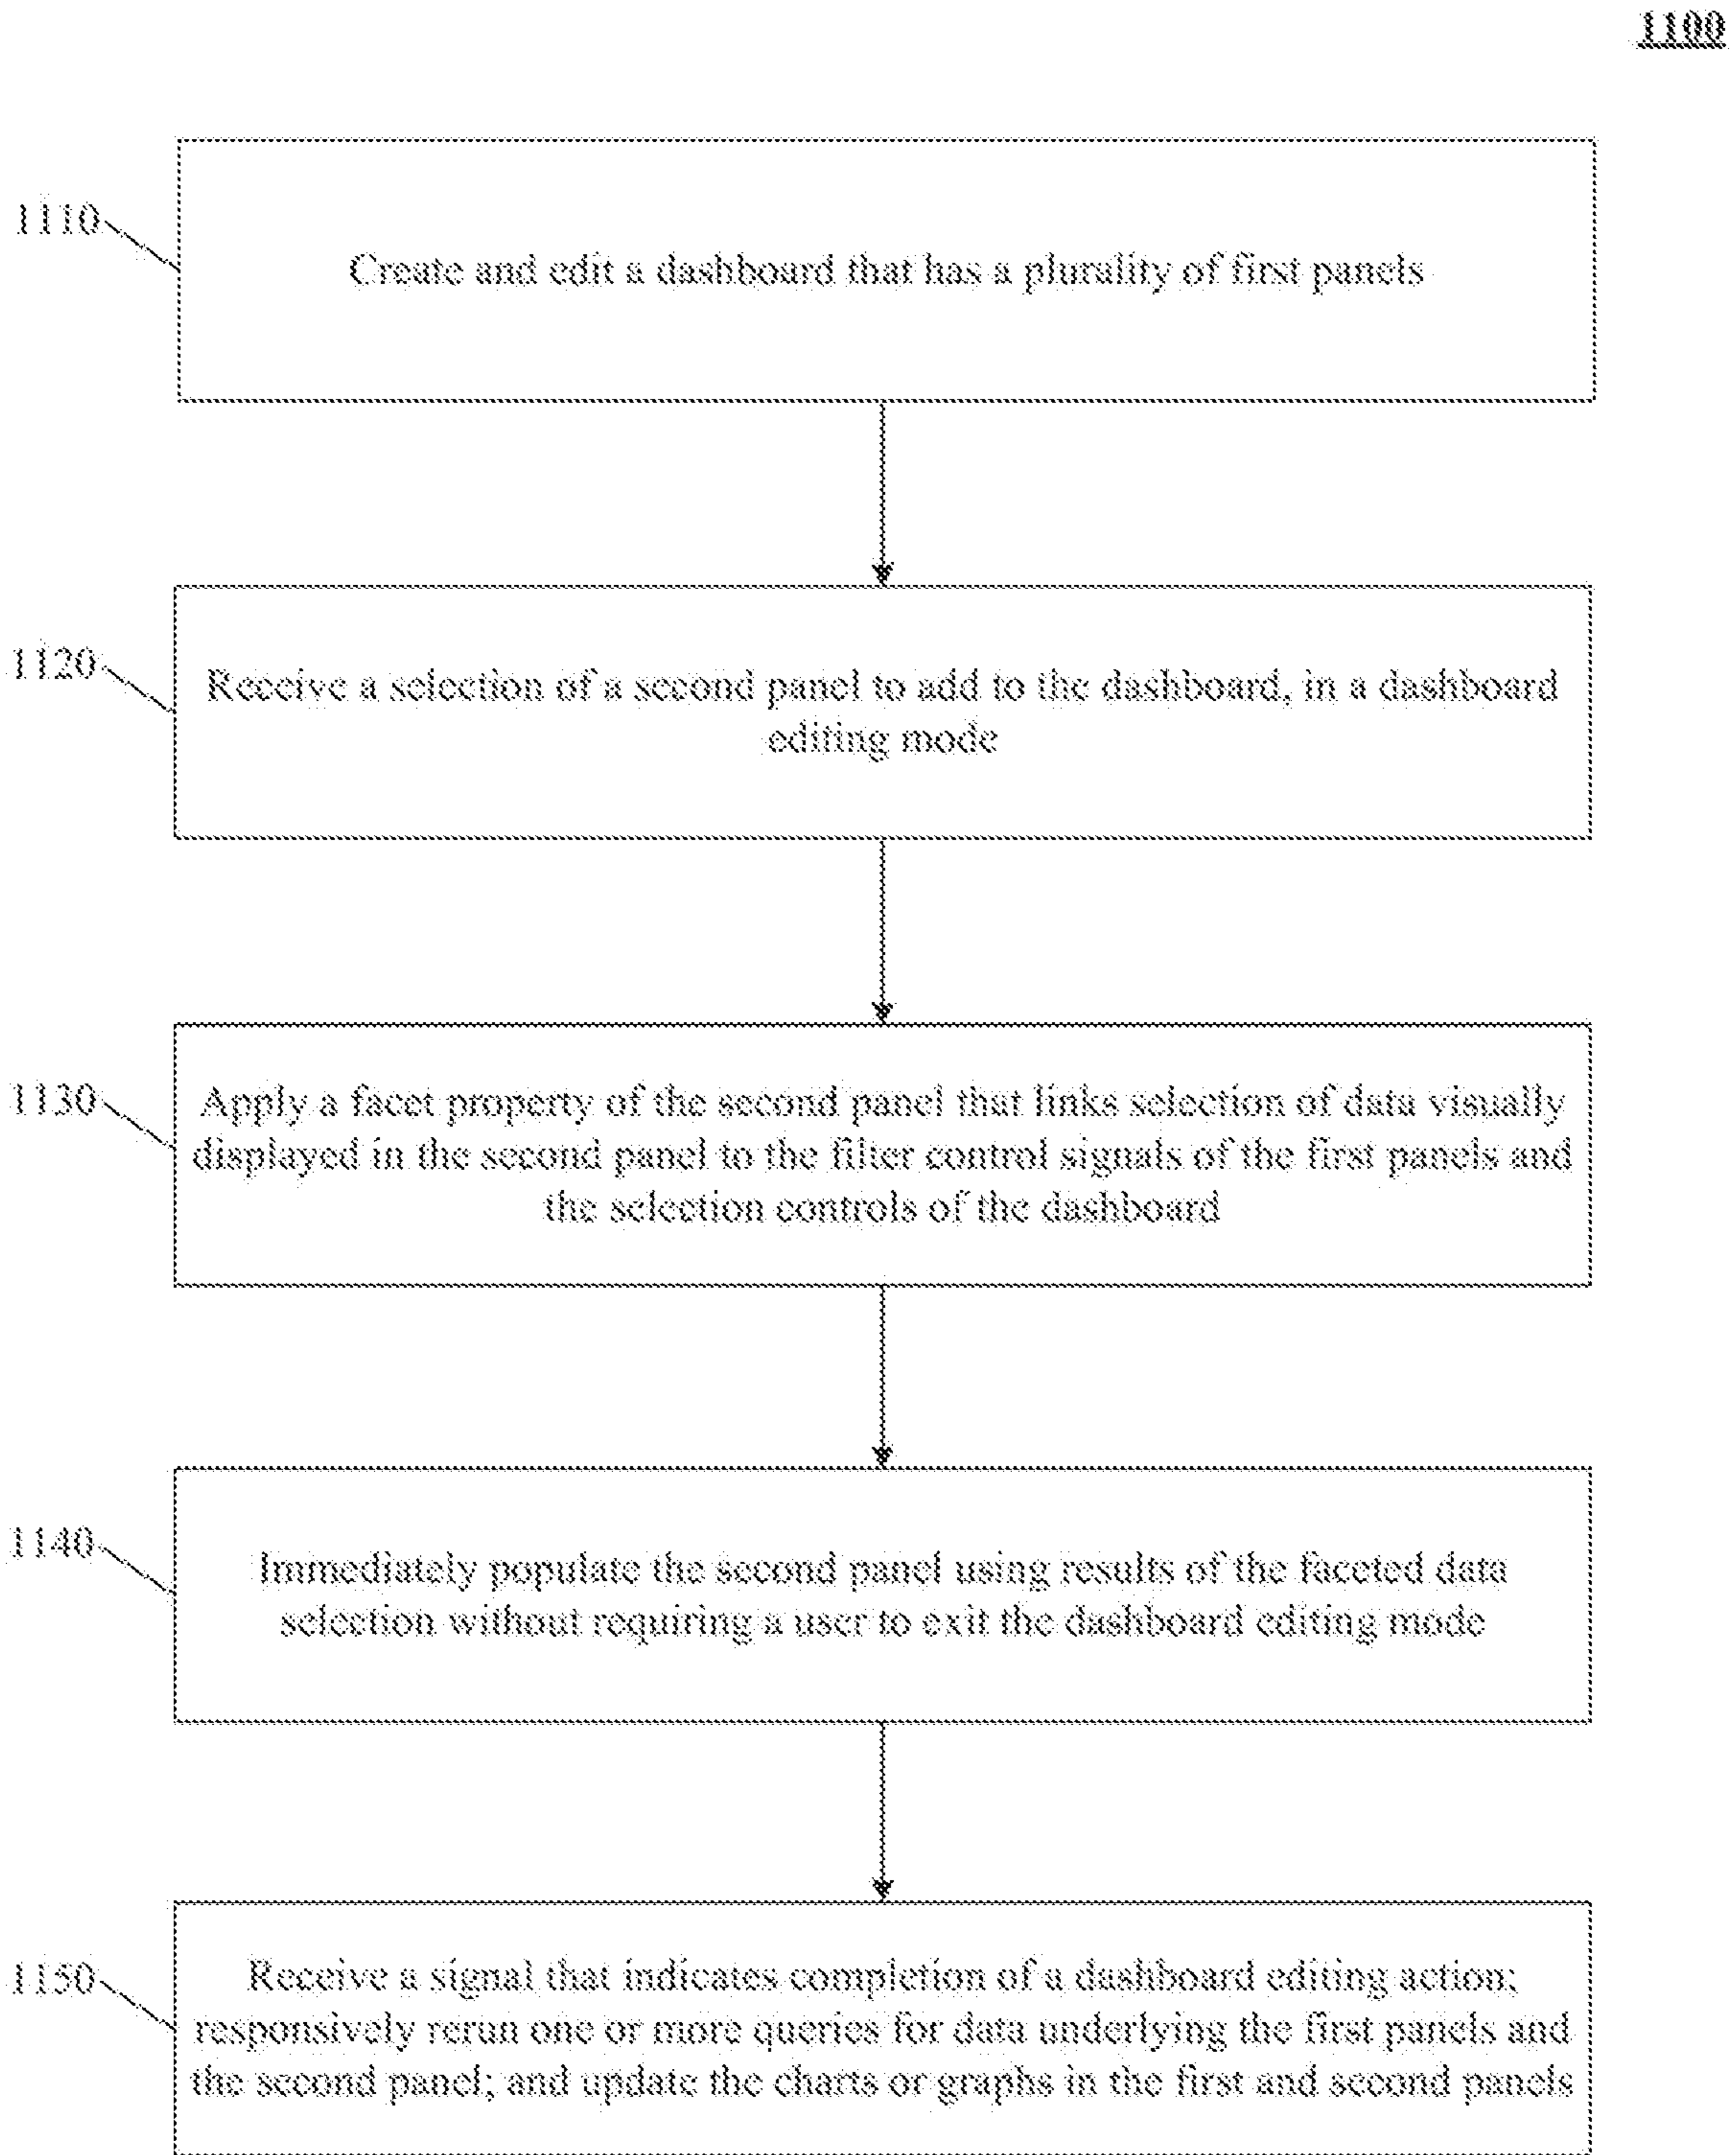 1100
1110
Create and edit a dashboard that has a plurality of first panels
1120
Receive a selection of a second panel to add to the dashboard, in a dashboard
editing mode
1130
Apply a facet property of the second panel that links selection of data visually
displayed in the second panel to the filter control signals of the first panels and
the selection controls of the dashboard
1140
Immediately populate the second panel using results of the faceted data
selection without requiring a user to exit the dashboard editing mode
1150
Receive a signal that indicates completion of a dashboard editing action;
responsively rerun one or more queries for data underlying the first panels and
the second panel; and update the charts or graphs in the first and second panels